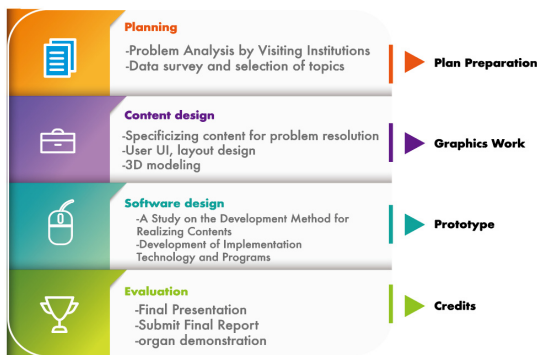 Planning
-Problem Analysis by Visiting Institutions
-Data survey and selection of topics
Plan Preparation
Content design
-Specificizing content for problem resolution
-User UI, layout design
-3D modeling
Graphics Work
Software design
-A Study on the Development Method for
Realizing Contents
-Development of Implementation
Technology and Programs
Prototype
Evaluation
-Final Presentation
-Submit Final Report
-organ demonstration
Credits